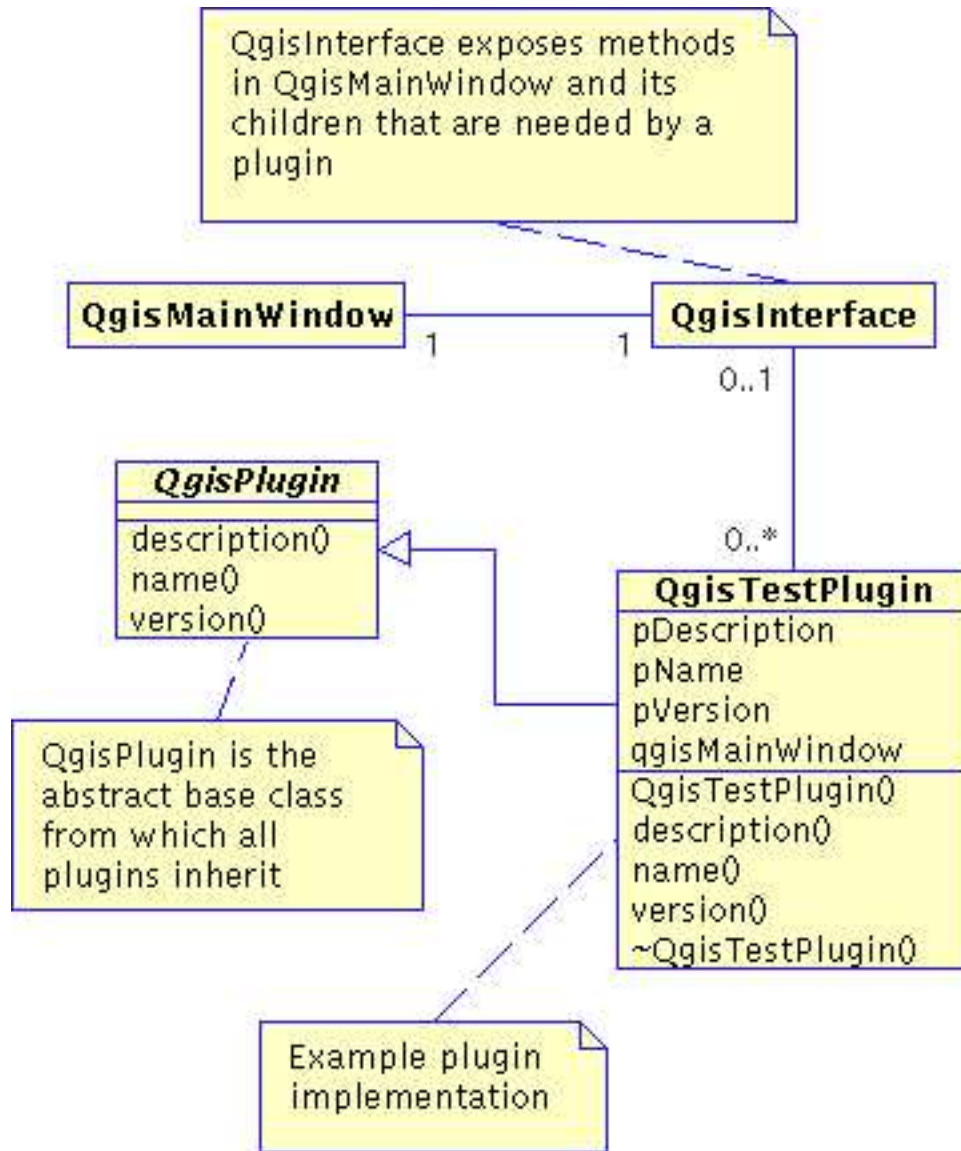 QgisInterface exposes methods
in QgisMainWindow and its
children that are needed by a
plugin
QgisMainWindow
QgisInterface
1
1
0..1
QgisPlugin
description()
name()
version()
0..*
QgisTestPlugin
pDescription
pName
pVersion
qgisMainWindow
QgisTestPlugin()
description()
name()
version()
~QgisTestPlugin()
QgisPlugin is the
abstract base class
from which all
plugins inherit
Example plugin
implementation